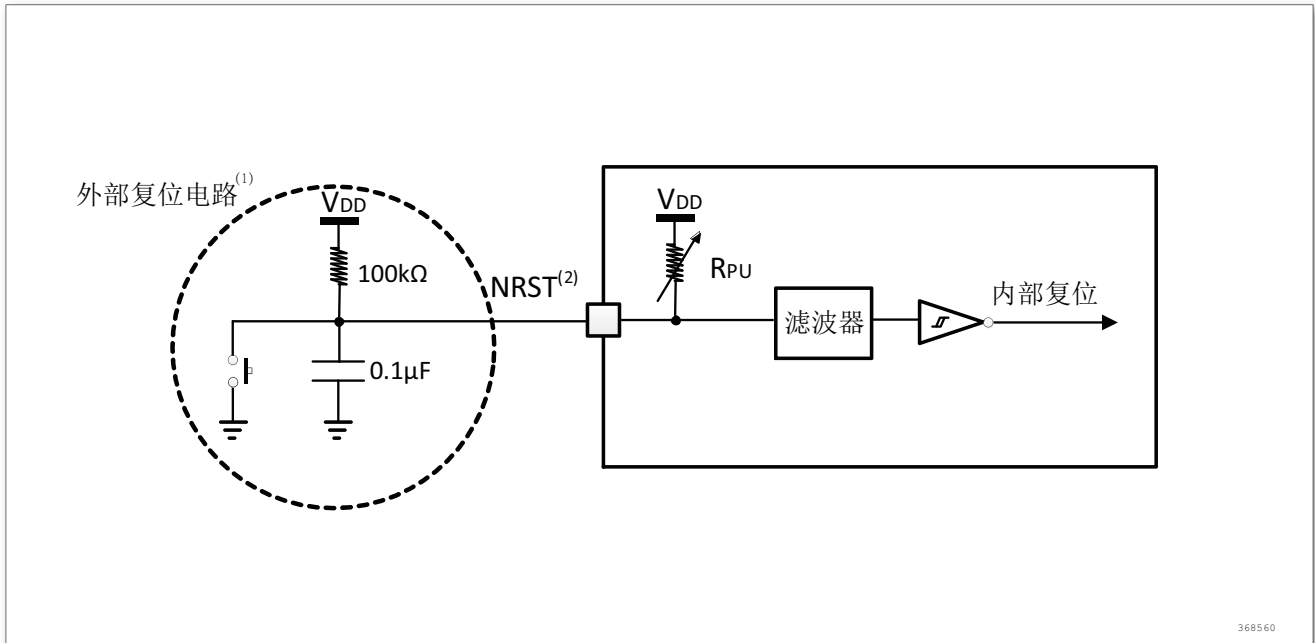 外部复位电路(1)
VDD
100kΩ
0.1μF
NRST(2)
VDD
RPU
滤波器
内部复位
368560